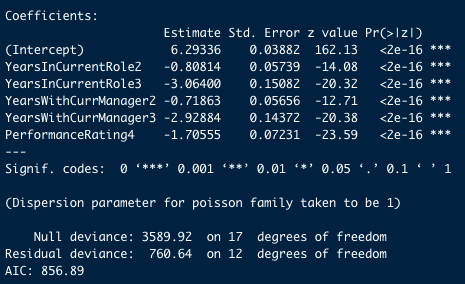 Coefficients:
Estimate Std. Error z value Pr(>|z|)
(Intercept) 6.29336 0.03882 162.13 <2e-16 ***
YearsInCurrentRole2 -0.80814 0.05739 -14.08 <2e-16 ***
YearsInCurrentRole3 -3.06400 0.15082 -20.32 <2e-16 ***
YearsWithCurrManager2 -0.71863 0.05656 -12.71 <2e-16 ***
YearsWithCurrManager3 -2.92884 0.14372 -20.38 <2e-16 ***
PerformanceRating4 -1.70555 0.07231 -23.59 <2e-16 ***
---
Signif. codes: 0 ‘***’ 0.001 ‘**’ 0.01 ‘*’ 0.05 ‘.’ 0.1 ‘ ’ 1
(Dispersion parameter for poisson family taken to be 1)
Null deviance: 3589.92 on 17 degrees of freedom
Residual deviance: 760.64 on 12 degrees of freedom
AIC: 856.89